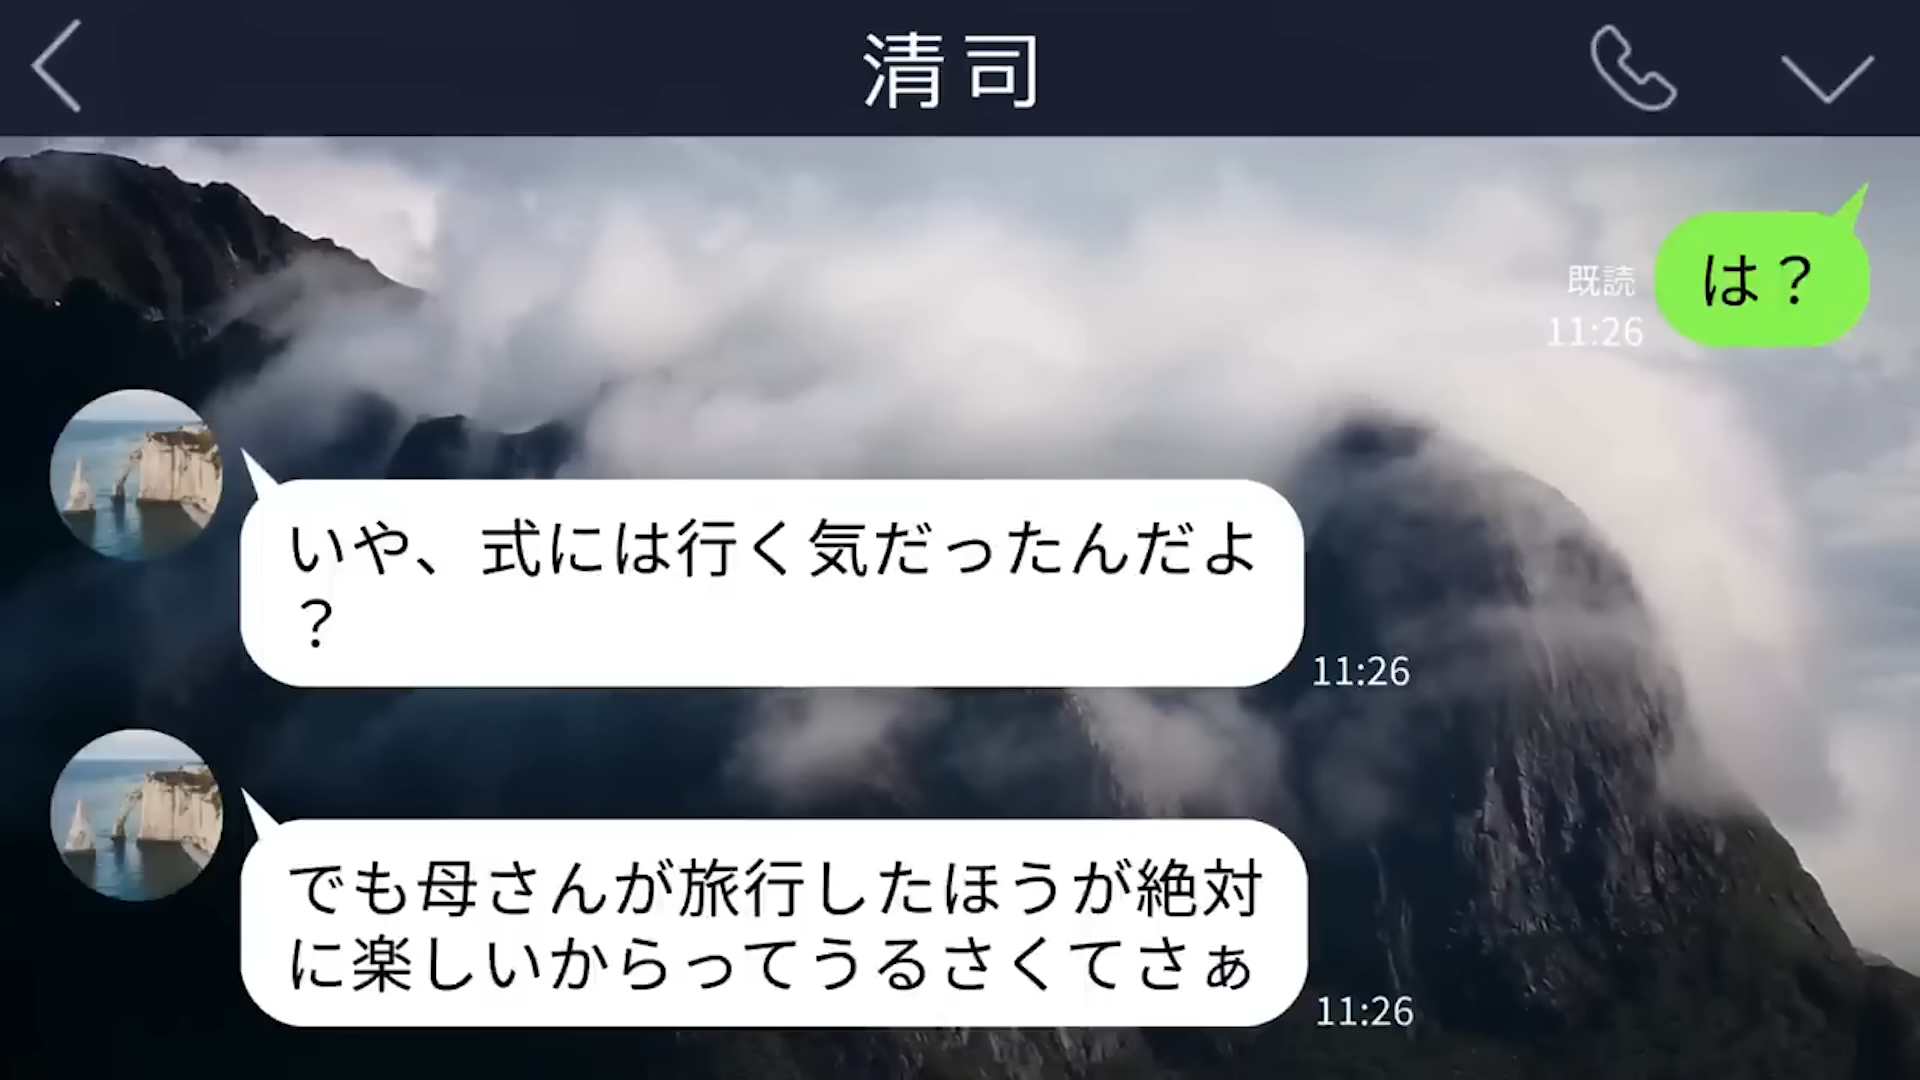 清司
は？
既読
11:26
いや、式には行く気だったんだよ
？
11:26
でも母さんが旅行したほうが絶対
に楽しいからってうるさくてさぁ
11:26